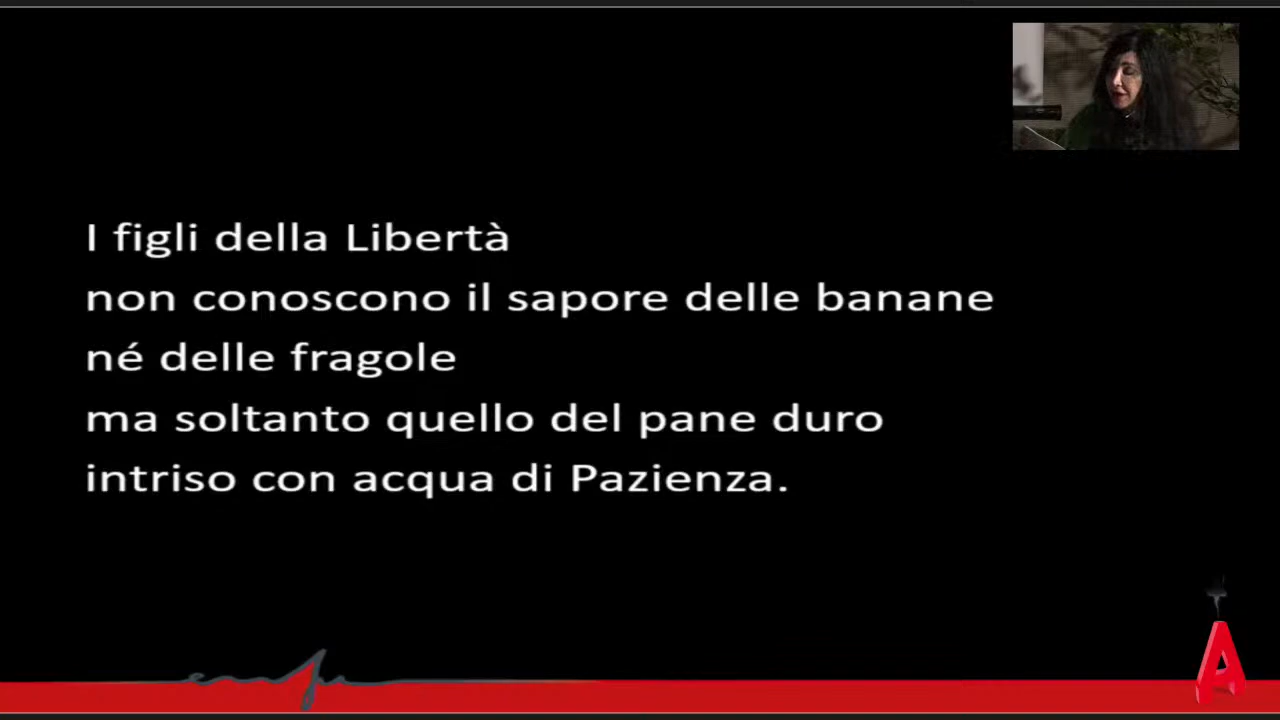 I figli della Libertà
non conoscono il sapore delle banane
né delle fragole
ma soltanto quello del pane duro
intriso con acqua di Pazienza.
A